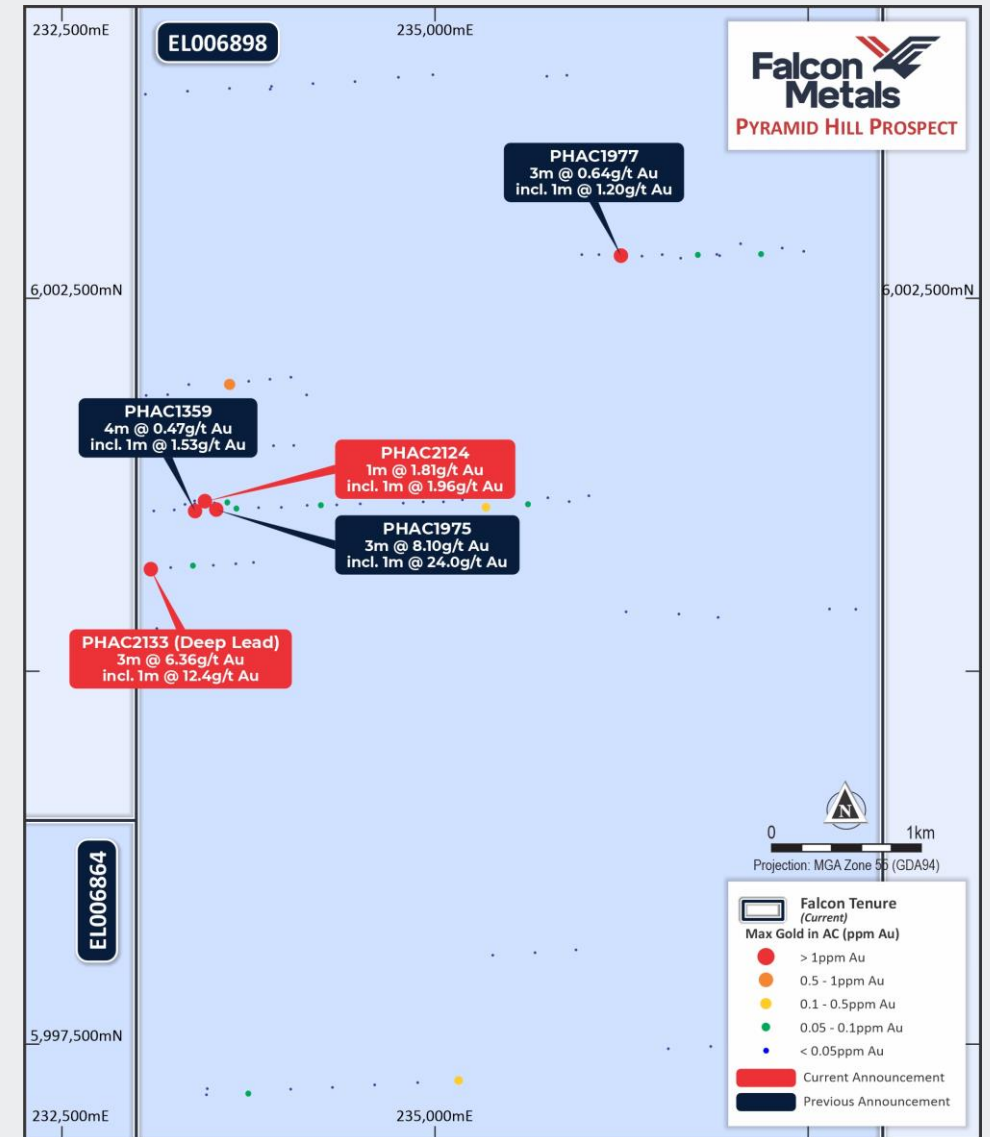 232,500mE
EL006898
235,000mE
Falcon
Metals
PYRAMID HILL PROSPECT
PHAC1977
3m @ 0.64g/t Au
incl. 1m @ 1.20g/t Au
6,002,500mN
6,002,500mN
PHAC1359
4m @ 0.47g/t Au
incl. 1m @ 1.53g/t Au
PHAC2124
1m @ 1.81g/t Au
incl. 1m @ 1.96g/t Au
PHAC1975
3m @ 8.10g/t Au
incl. 1m @ 24.0g/t Au
PHAC2133 (Deep Lead)
3m @ 6.36g/t Au
incl. 1m @ 12.4g/t Au
N
0 1km
Projection: MGA Zone 55 (GDA94)
EL006864
Falcon Tenure
(Current)
Max Gold in AC (ppm Au)
> 1ppm Au
0.5 - 1ppm Au
0.1 - 0.5ppm Au
0.05 - 0.1ppm Au
< 0.05ppm Au
Current Announcement
Previous Announcement
5,997,500mN
232,500mE
235,000mE